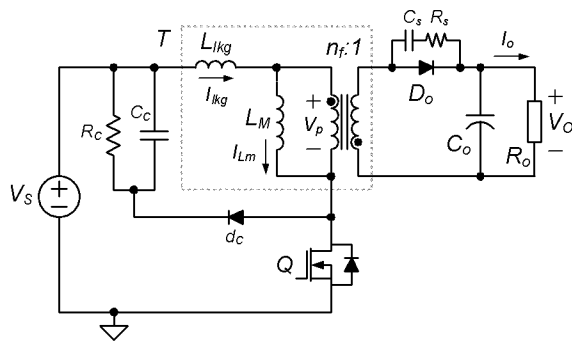 T
L_lkg
n_f:1
C_s
R_s
I_o
I_lkg
D_o
R_c
C_c
L_M
+
V_p
−
I_Lm
C_o
R_o
+
V_O
−
V_S
+
−
d_c
Q